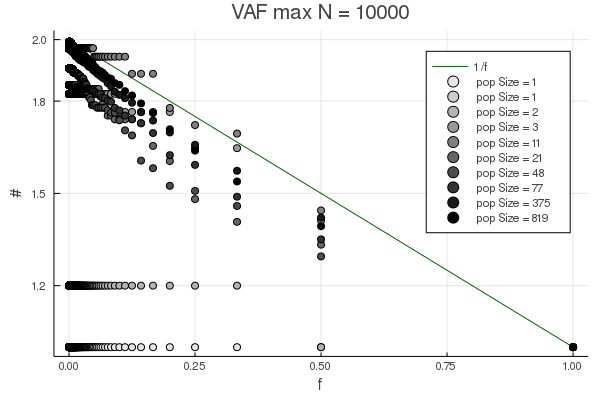 VAF max N = 10000
2.0
1.8
1.5
1.2
#
0.00
0.25
0.50
0.75
1.00
f
1/f
pop Size = 1
pop Size = 1
pop Size = 2
pop Size = 3
pop Size = 11
pop Size = 21
pop Size = 48
pop Size = 77
pop Size = 375
pop Size = 819